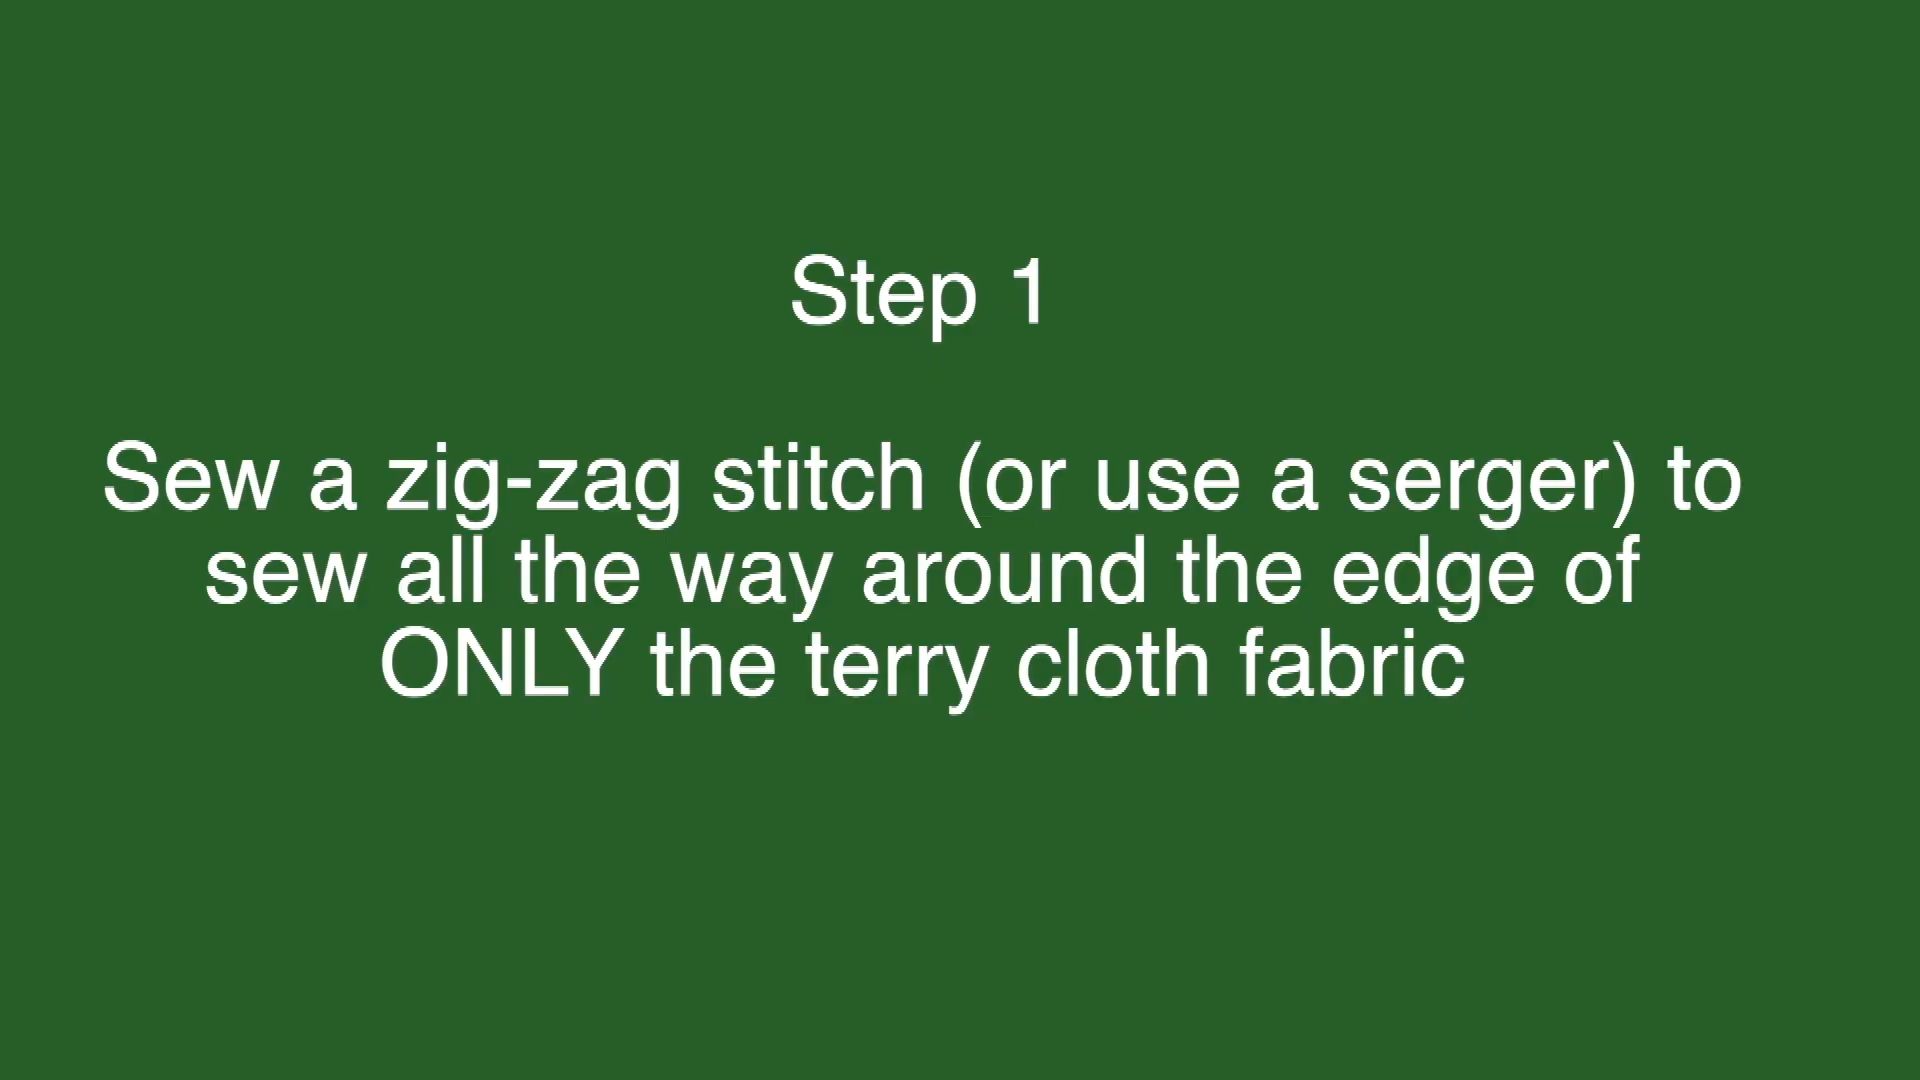 Step 1
Sew a zig-zag stitch (or use a serger) to
sew all the way around the edge of
ONLY the terry cloth fabric